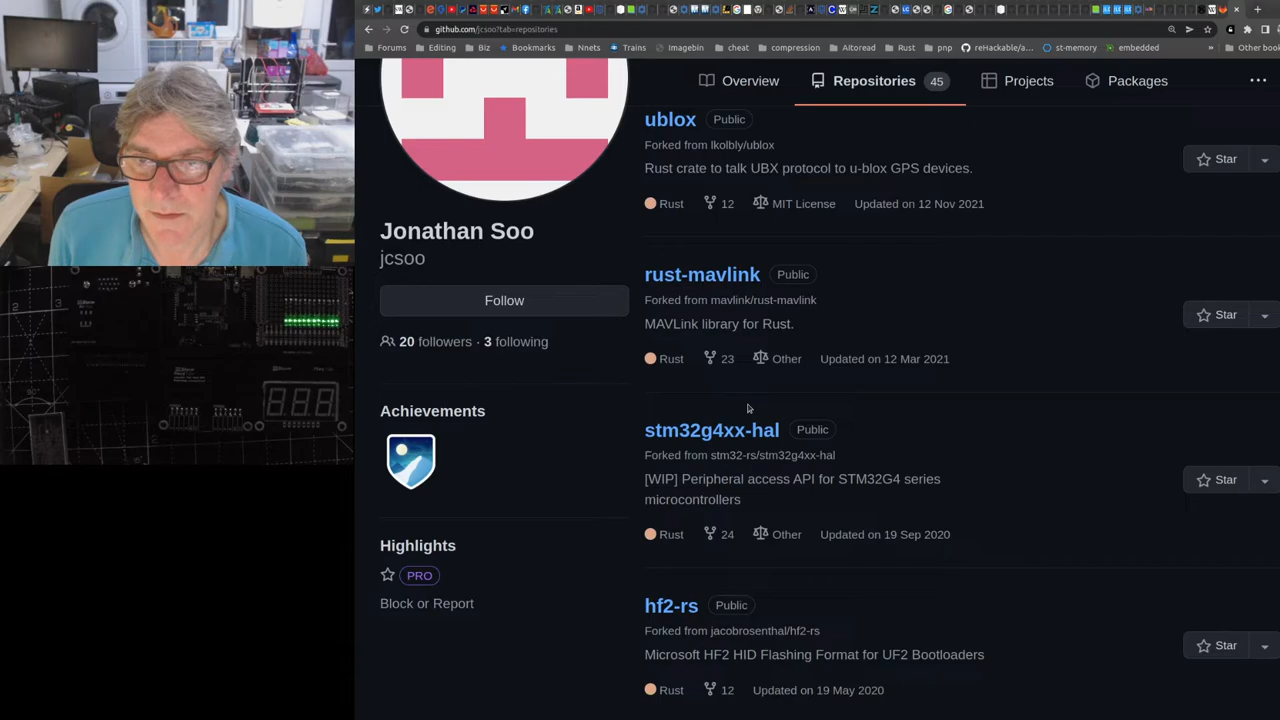 github.com/jcsoo?tab=repositories
Forums Editing Biz Bookmarks Nnets Trains Imagebin cheat compression Altoread Rust pnp reHackable/a... st-memory embedded » Other book
Overview Repositories 45 Projects Packages
ublox Public
Forked from lkolbly/ublox
Rust crate to talk UBX protocol to u-blox GPS devices.
Rust 12 MIT License Updated on 12 Nov 2021
Star
Jonathan Soo
jcsoo
Follow
20 followers · 3 following
Achievements
Highlights
PRO
Block or Report
rust-mavlink Public
Forked from mavlink/rust-mavlink
MAVLink library for Rust.
Rust 23 Other Updated on 12 Mar 2021
Star
stm32g4xx-hal Public
Forked from stm32-rs/stm32g4xx-hal
[WIP] Peripheral access API for STM32G4 series
microcontrollers
Rust 24 Other Updated on 19 Sep 2020
Star
hf2-rs Public
Forked from jacobrosenthal/hf2-rs
Microsoft HF2 HID Flashing Format for UF2 Bootloaders
Rust 12 Updated on 19 May 2020
Star